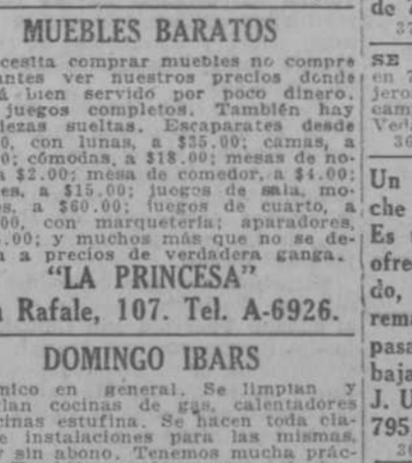 MUEBLES BARATOS
cesita comprar muebles no compre
antes ver nuestros precios donde
á bien servido por poco dinero.
juegos completos. También hay
iezas sueltas. Escaparates desde
0, con lunas, a $35.00; camas, a
0; cómodas, a $18.00; mesas de no-
a $2.00; mesa de comedor, a $4.00;
es, a $15.00; juegos de sala, mo-
s, a $60.00; juegos de cuarto, a
00, con marquetería; aparadores,
.00; y muchos más que no se de-
a a precios de verdadera ganga.
"LA PRINCESA"
Rafale, 107. Tel. A-6926.
DOMINGO IBARS
nico en general. Se limpian y
lan cocinas de gas, calentadores
cinas estufina. Se hacen toda cla-
e instalaciones para las mismas,
y sin abono. Tenemos mucha prác-
de
SE
en
jero
cam
Ved
36
Un
che
Es
ofre
do,
rema
pasa
baja
J. U
795